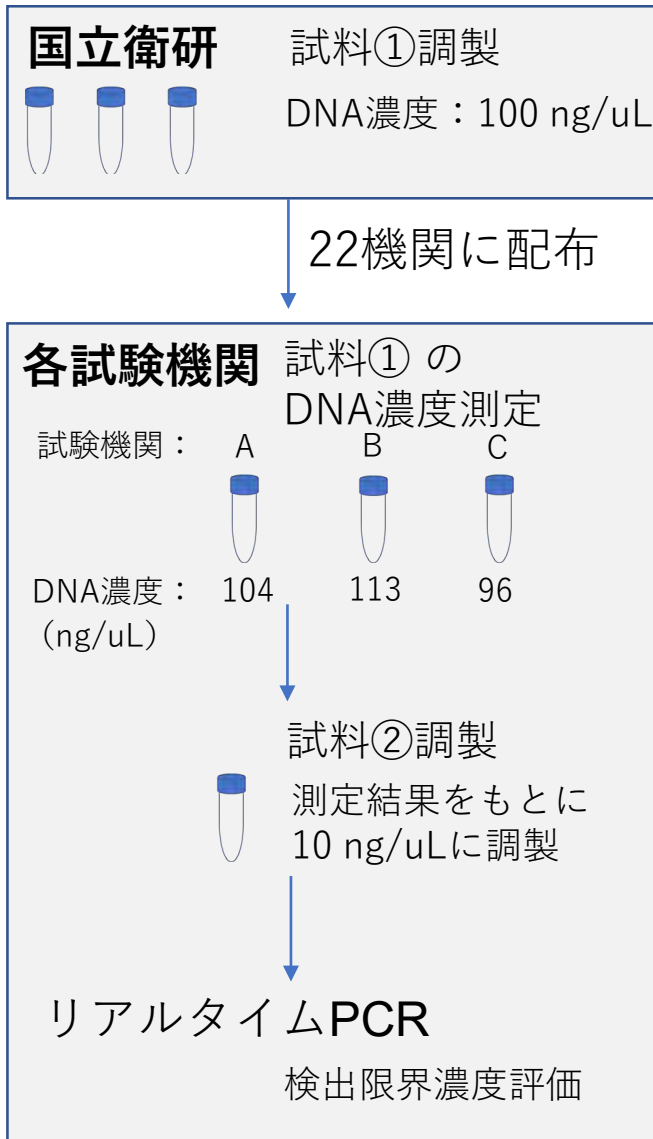 国立衛研 試料①調製
DNA濃度：100 ng/uL
22機関に配布
各試験機関 試料① の
DNA濃度測定
試験機関： A B C
DNA濃度： 104 113 96
（ng/uL）
試料②調製
測定結果をもとに
10 ng/uLに調製
リアルタイムPCR
検出限界濃度評価